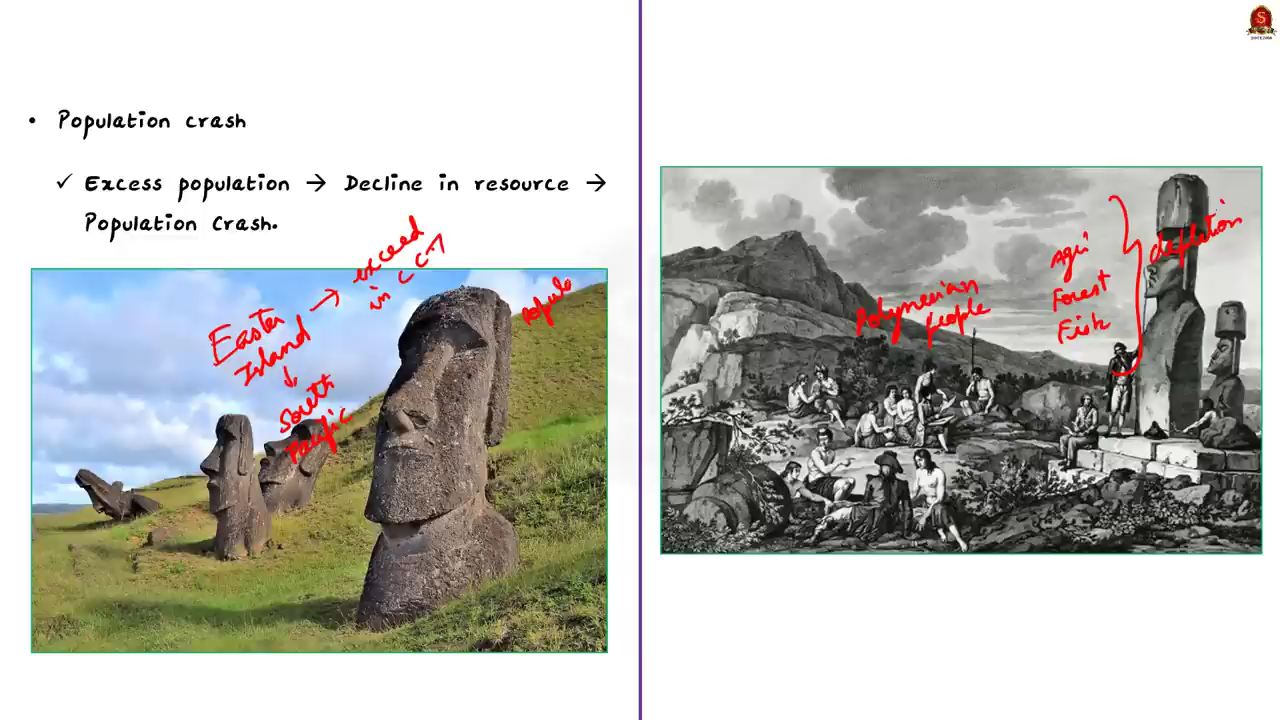 • Population crash
✓ Excess population → Decline in resource →
Population Crash.
Easter
Island
↓
South
Pacific
→ exceed
in CC
Popula
Polynesian
people
Agri
Forest
Fish
depletion